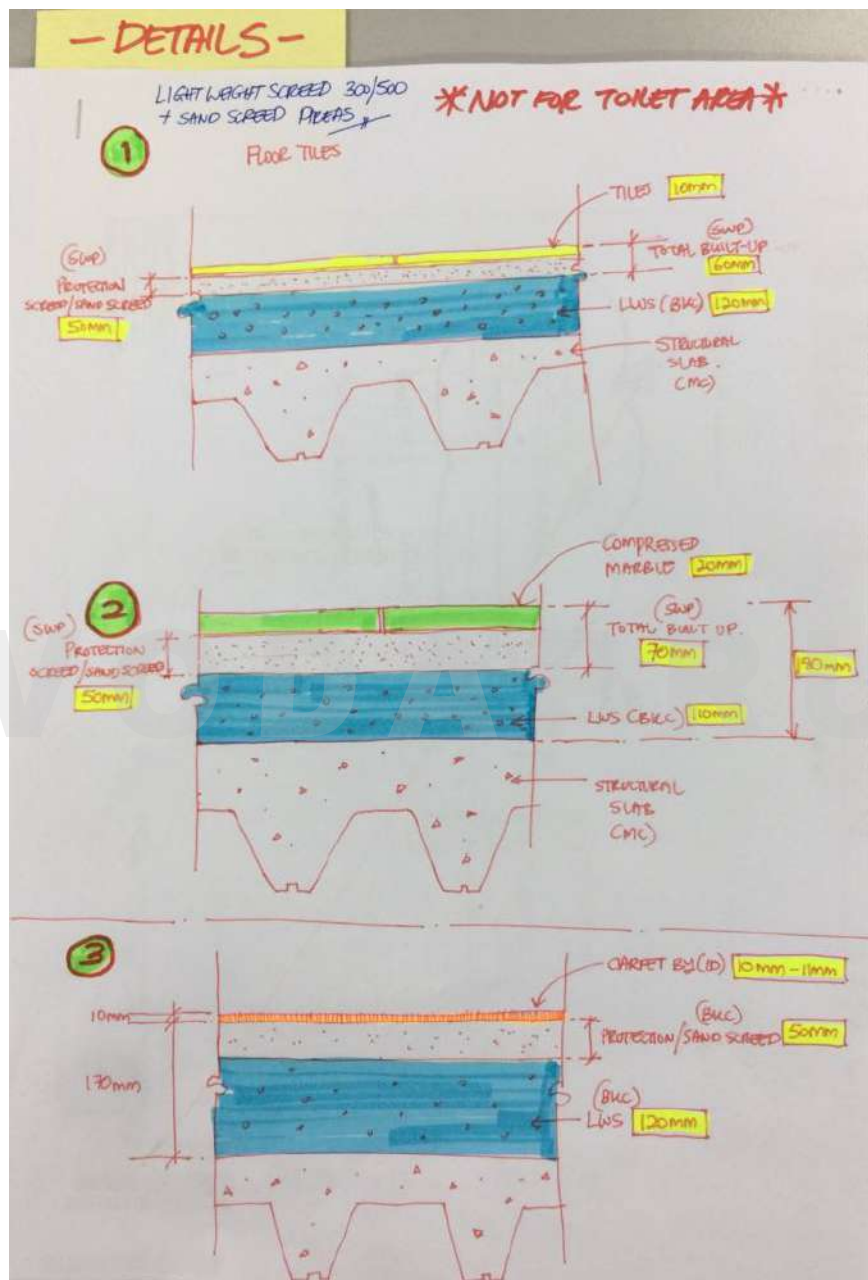 - DETAILS -
LIGHT WEIGHT SCREED 300/500
+ SAND SCREED AREAS
*NOT FOR TOILET AREA*
1
FLOOR TILES
TILES 10mm
(SWP)
TOTAL BUILT-UP
60mm
(SWP)
PROTECTION
SCREED/SAND SCREED
50mm
LWS (BKC) 120mm
STRUCTURAL
SLAB.
(MC)
COMPRESSED
MARBLE 20mm
2
(SWP)
PROTECTION
SCREED/SAND SCREED
50mm
(SWP)
TOTAL BUILT UP.
70mm
LWS (BKC) 110mm
STRUCTURAL
SLAB
(MC)
3
CARPET BY (ID) 10mm-11mm
10mm
(BKC)
PROTECTION/SAND SCREED 50mm
170mm
(BKC)
LWS 120mm